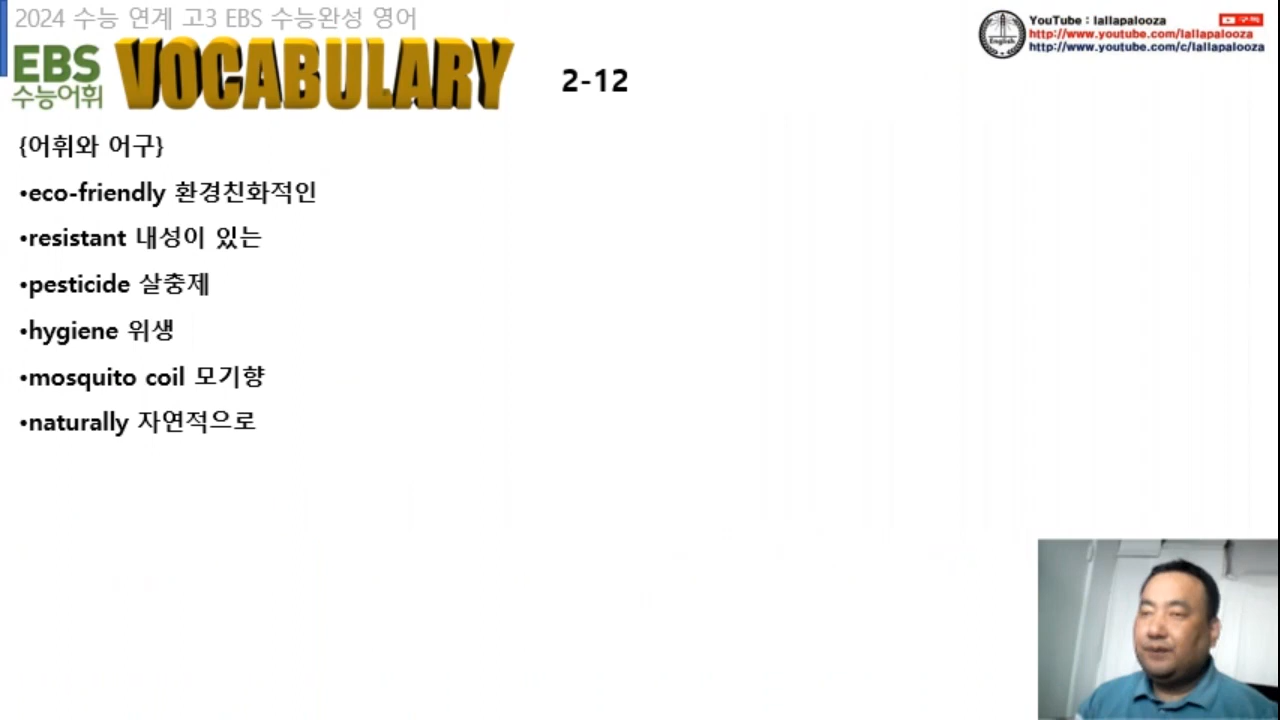 2024 수능 연계 고3 EBS 수능완성 영어
EBS
수능어휘
VOCABULARY
2-12
YouTube : lallapalooza
구독
http://www.youtube.com/lallapalooza
http://www.youtube.com/c/lallapalooza
English
{어휘와 어구}
•eco-friendly 환경친화적인
•resistant 내성이 있는
•pesticide 살충제
•hygiene 위생
•mosquito coil 모기향
•naturally 자연적으로